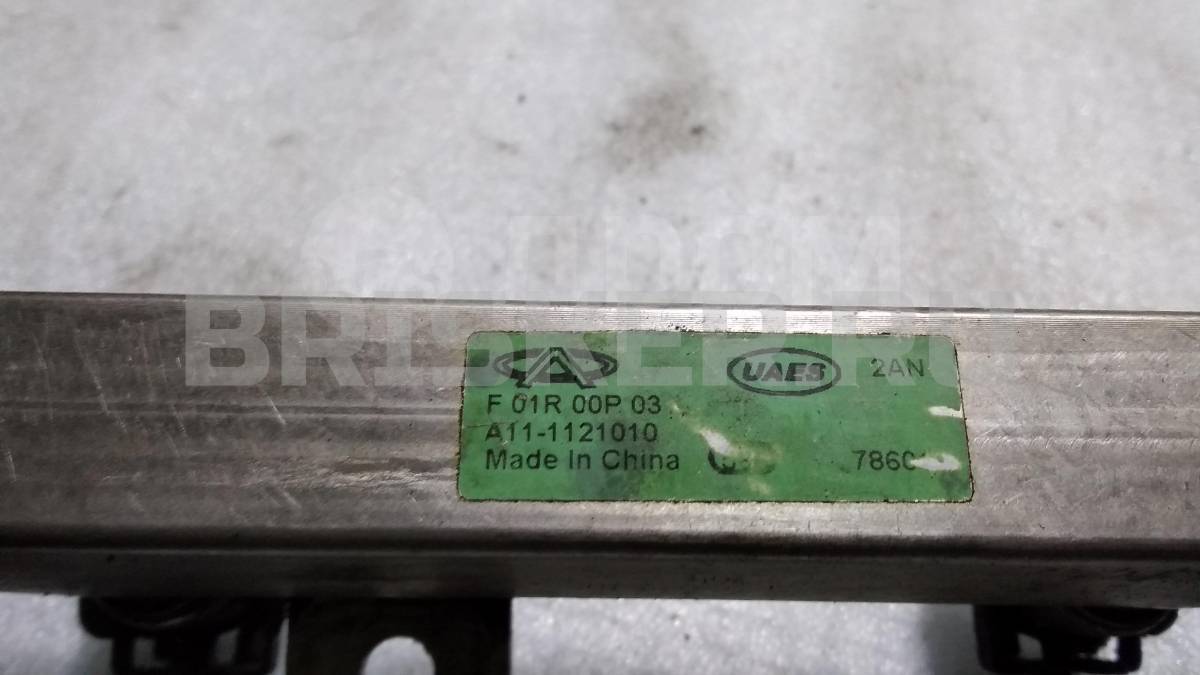 BRISKER.RU
UAES 2AN
F 01R 00P 03
A11-1121010
Made In China